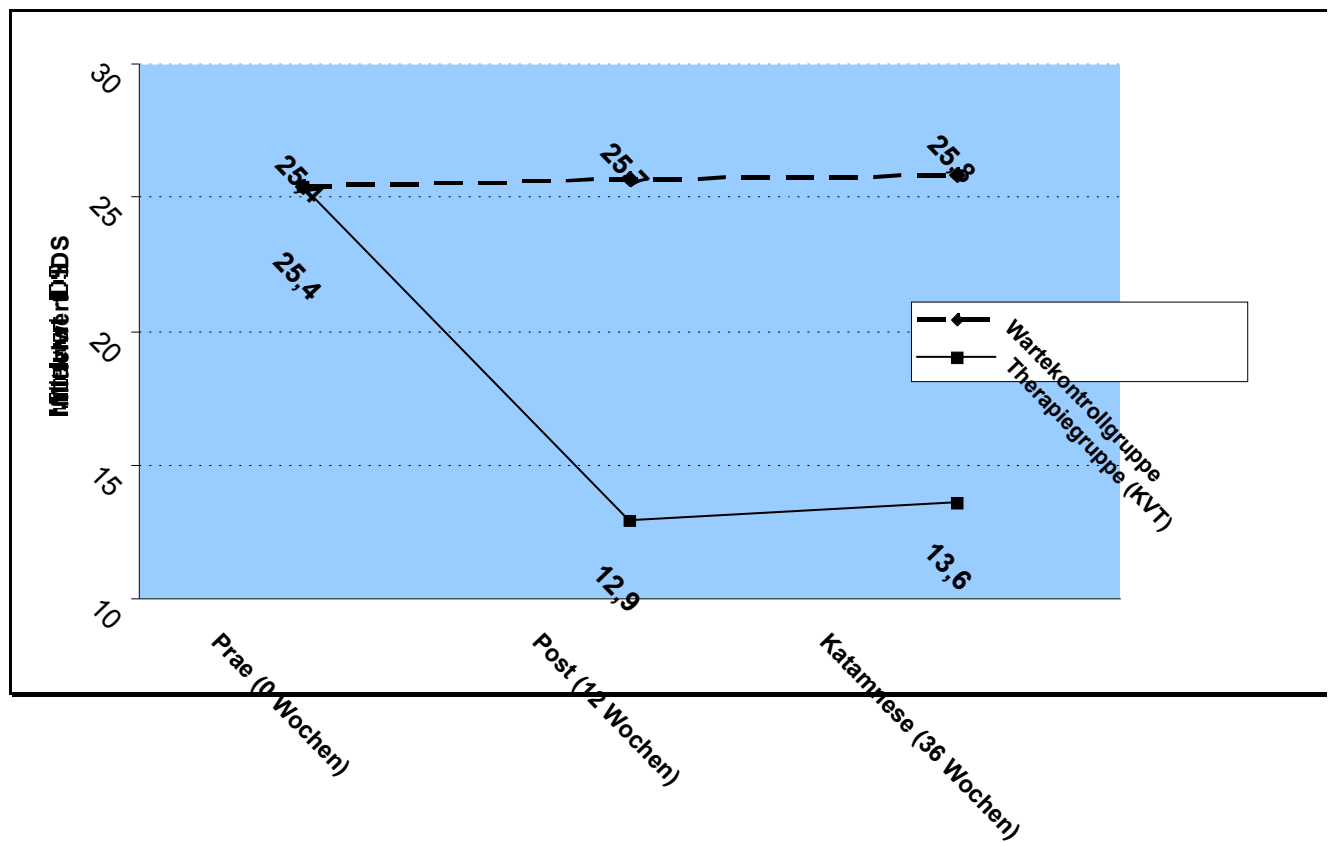 30
25
20
15
10
25,4
25,7
25,8
25,4
12,9
13,6
Wartekontrollgruppe
Therapiegruppe (KVT)
Prae (0 Wochen)
Post (12 Wochen)
Katamnese (36 Wochen)